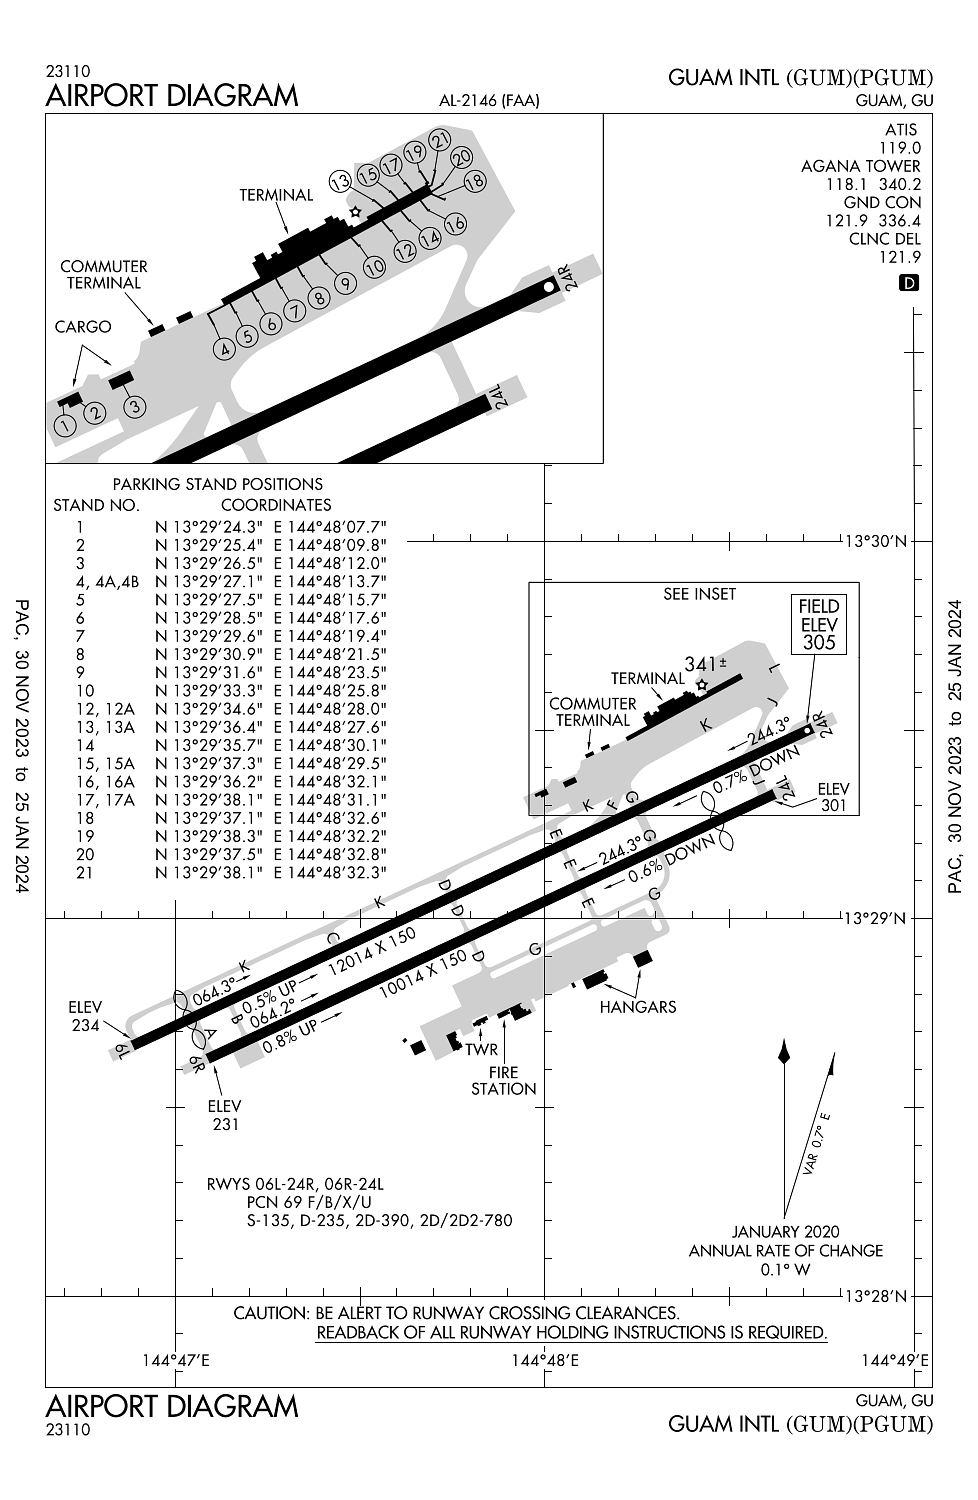 23110
AIRPORT DIAGRAM
AL-2146 (FAA)
GUAM INTL (GUM)(PGUM)
GUAM, GU
ATIS
119.0
AGANA TOWER
118.1 340.2
GND CON
121.9 336.4
CLNC DEL
121.9
D
TERMINAL
COMMUTER
TERMINAL
CARGO
1
2
3
4
5
6
7
8
9
10
12
14
16
18
20
21
19
17
15
13
24R
24L
PARKING STAND POSITIONS
STAND NO. COORDINATES
1 N 13°29'24.3" E 144°48'07.7"
2 N 13°29'25.4" E 144°48'09.8"
3 N 13°29'26.5" E 144°48'12.0"
4, 4A,4B N 13°29'27.1" E 144°48'13.7"
5 N 13°29'27.5" E 144°48'15.7"
6 N 13°29'28.5" E 144°48'17.6"
7 N 13°29'29.6" E 144°48'19.4"
8 N 13°29'30.9" E 144°48'21.5"
9 N 13°29'31.6" E 144°48'23.5"
10 N 13°29'33.3" E 144°48'25.8"
12, 12A N 13°29'34.6" E 144°48'28.0"
13, 13A N 13°29'36.4" E 144°48'27.6"
14 N 13°29'35.7" E 144°48'30.1"
15, 15A N 13°29'37.3" E 144°48'29.5"
16, 16A N 13°29'36.2" E 144°48'32.1"
17, 17A N 13°29'38.1" E 144°48'31.1"
18 N 13°29'37.1" E 144°48'32.6"
19 N 13°29'38.3" E 144°48'32.2"
20 N 13°29'37.5" E 144°48'32.8"
21 N 13°29'38.1" E 144°48'32.3"
13°30'N
SEE INSET
FIELD
ELEV
305
341±
TERMINAL
COMMUTER
TERMINAL
L
J
K
244.3°
24R
0.7% DOWN
J
24L
ELEV
301
K
F
G
E
E
E
G
G
244.3°
0.6% DOWN
13°29'N
K
D
D
D
C
G
12014 X 150
10014 X 150
K
064.3°
0.5% UP
B
064.2°
0.8% UP
A
ELEV
234
6L
6R
ELEV
231
HANGARS
TWR
FIRE
STATION
VAR 0.7° E
JANUARY 2020
ANNUAL RATE OF CHANGE
0.1° W
RWYS 06L-24R, 06R-24L
PCN 69 F/B/X/U
S-135, D-235, 2D-390, 2D/2D2-780
13°28'N
CAUTION: BE ALERT TO RUNWAY CROSSING CLEARANCES.
READBACK OF ALL RUNWAY HOLDING INSTRUCTIONS IS REQUIRED.
144°47'E
144°48'E
144°49'E
PAC, 30 NOV 2023 to 25 JAN 2024
PAC, 30 NOV 2023 to 25 JAN 2024
AIRPORT DIAGRAM
23110
GUAM, GU
GUAM INTL (GUM)(PGUM)